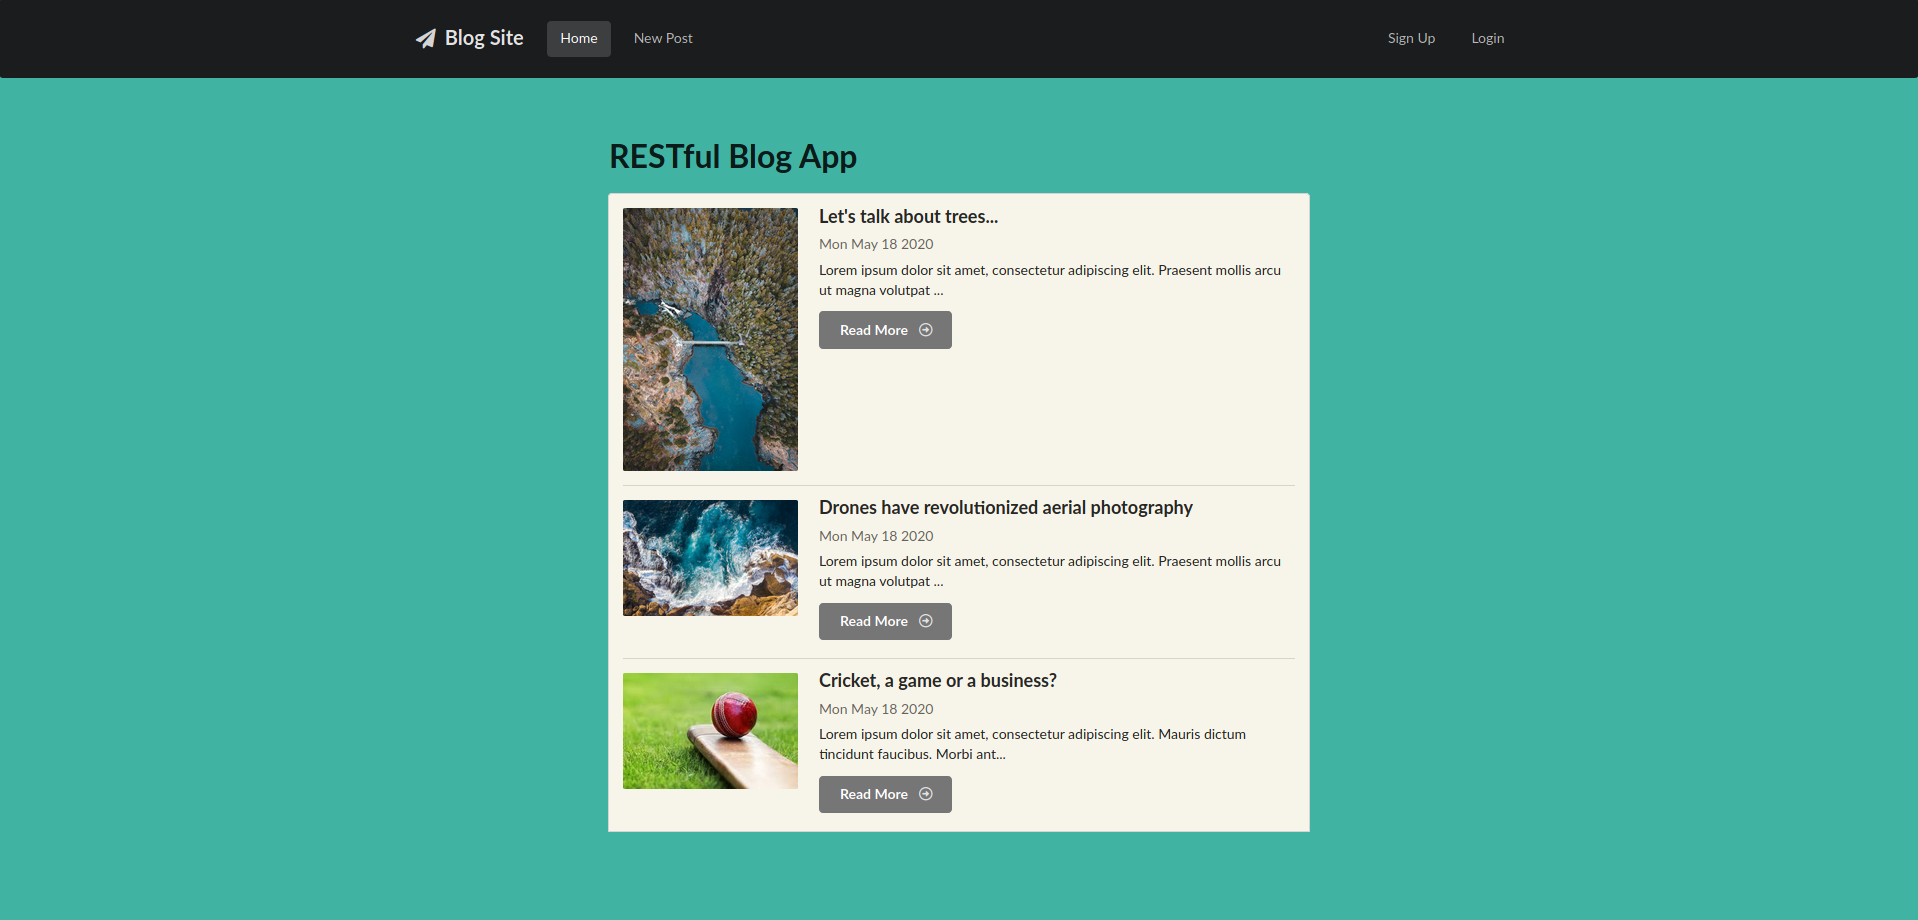 Blog Site
Home
New Post
Sign Up
Login
RESTful Blog App
Let's talk about trees...
Mon May 18 2020
Lorem ipsum dolor sit amet, consectetur adipiscing elit. Praesent mollis arcu
ut magna volutpat ...
Read More
Drones have revolutionized aerial photography
Mon May 18 2020
Lorem ipsum dolor sit amet, consectetur adipiscing elit. Praesent mollis arcu
ut magna volutpat ...
Read More
Cricket, a game or a business?
Mon May 18 2020
Lorem ipsum dolor sit amet, consectetur adipiscing elit. Mauris dictum
tincidunt faucibus. Morbi ant...
Read More